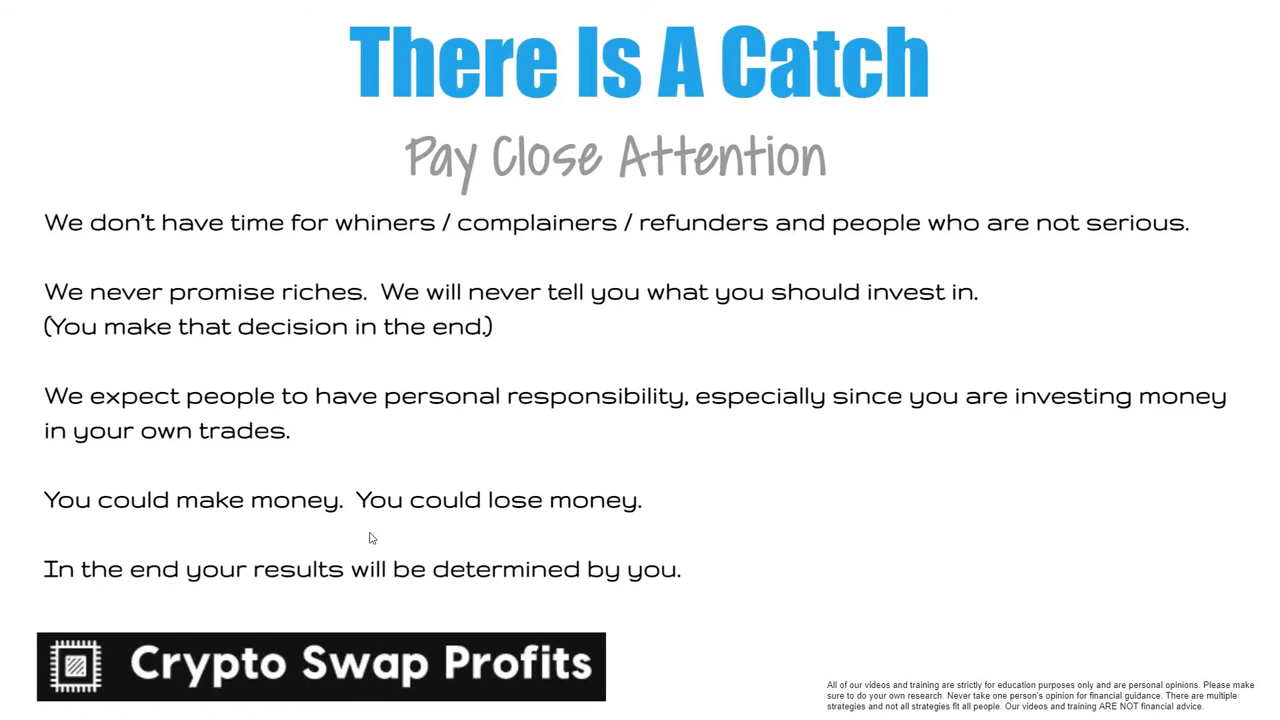 There Is A Catch
Pay Close Attention
We don't have time for whiners / complainers / refunders and people who are not serious.
We never promise riches.  We will never tell you what you should invest in.
(You make that decision in the end.)
We expect people to have personal responsibility, especially since you are investing money
in your own trades.
You could make money.  You could lose money.
In the end your results will be determined by you.
Crypto Swap Profits
All of our videos and training are strictly for education purposes only and are personal opinions. Please make
sure to do your own research. Never take one person's opinion for financial guidance. There are multiple
strategies and not all strategies fit all people. Our videos and training ARE NOT financial advice.